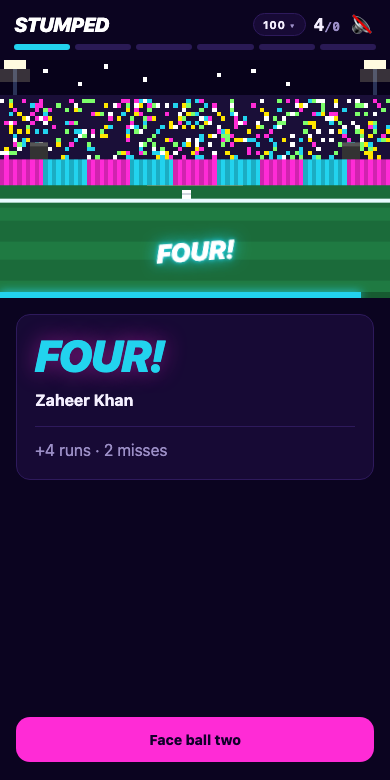 STUMPED
100 ▾
4/0
FOUR!
FOUR!
Zaheer Khan
+4 runs · 2 misses
Face ball two